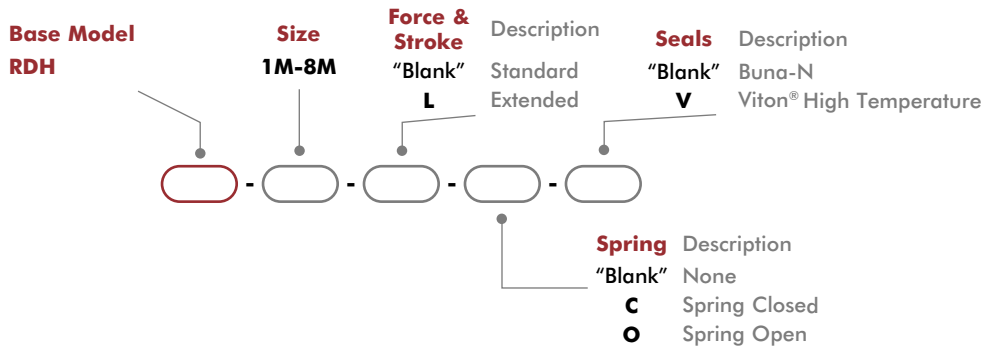 Base Model
RDH
Size
1M-8M
Force &
Stroke
Description
"Blank" Standard
L Extended
Seals Description
"Blank" Buna-N
V Viton® High Temperature
- - - -
Spring Description
"Blank" None
C Spring Closed
O Spring Open